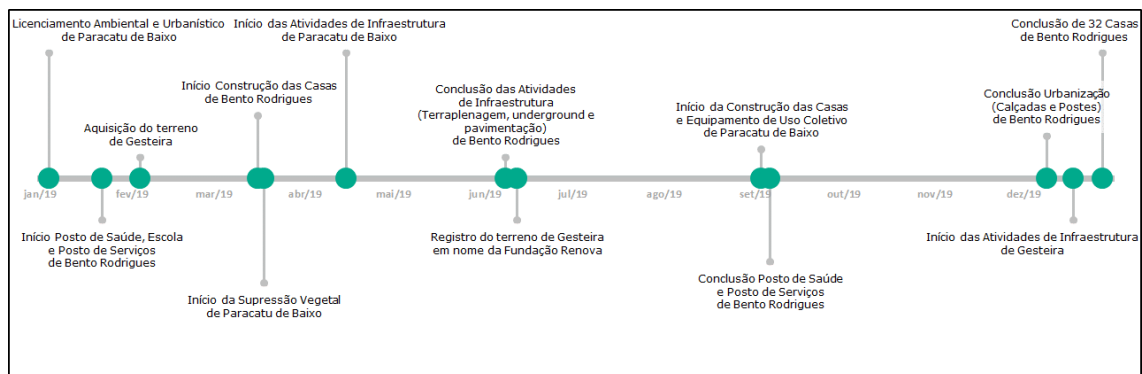 Licenciamento Ambiental e Urbanístico
de Paracatu de Baixo
Início das Atividades de Infraestrutura
de Paracatu de Baixo
Conclusão de 32 Casas
de Bento Rodrigues
Início Construção das Casas
de Bento Rodrigues
Conclusão das Atividades
de Infraestrutura
(Terraplenagem, underground e
pavimentação)
de Bento Rodrigues
Início da Construção das Casas
e Equipamento de Uso Coletivo
de Paracatu de Baixo
Conclusão Urbanização
(Calçadas e Postes)
de Bento Rodrigues
Aquisição do terreno
de Gesteira
jan/19 fev/19 mar/19 abr/19 mai/19 jun/19 jul/19 ago/19 set/19 out/19 nov/19 dez/19
Início Posto de Saúde, Escola
e Posto de Serviços
de Bento Rodrigues
Registro do terreno de Gesteira
em nome da Fundação Renova
Início das Atividades de Infraestrutura
de Gesteira
Início da Supressão Vegetal
de Paracatu de Baixo
Conclusão Posto de Saúde
e Posto de Serviços
de Bento Rodrigues